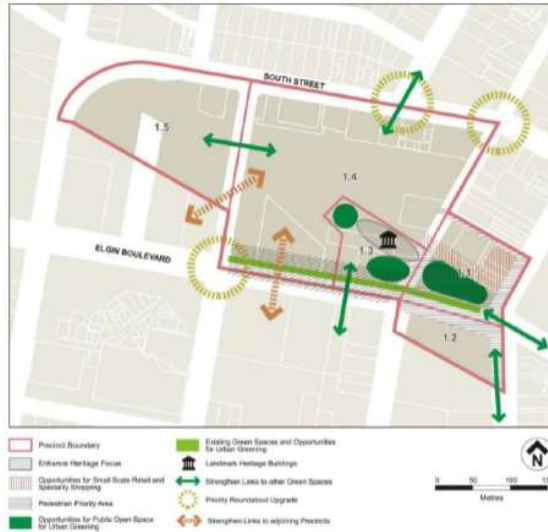 SOUTH STREET
1.5
1.4
ELGIN BOULEVARD
1.3
1.1
1.2
Precinct Boundary
Enhance Heritage Focus
Opportunities for Small Scale Retail and
Speciality Shopping
Pedestrian Priority Area
Opportunities for Public Open Space
for Urban Greening
Existing Green Spaces and Opportunities
for Urban Greening
Landmark Heritage Buildings
Strengthen Links to other Green Spaces
Priority Roundabout Upgrade
Strengthen Links to adjoining Precincts
N
0 50 100 150
Metres